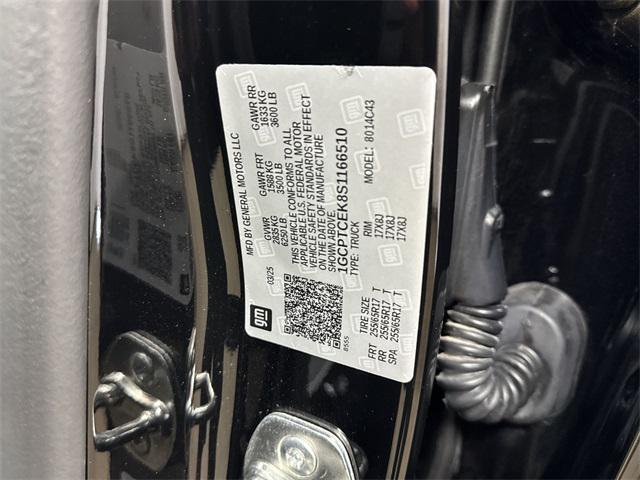 MFD BY GENERAL MOTORS LLC
03/25
GVWR
2835 KG
6250 LB
GAWR FRT
1588 KG
3500 LB
GAWR RR
1633 KG
3600 LB
THIS VEHICLE CONFORMS TO ALL
APPLICABLE U.S. FEDERAL MOTOR
VEHICLE SAFETY STANDARDS IN EFFECT
ON THE DATE OF MANUFACTURE
SHOWN ABOVE.
1GCPTCEK8S1166510
TYPE: TRUCK
MODEL: 8014C43
gm
8555
TIRE SIZE RIM
FRT 255/65R17 T 17X8J
RR 255/65R17 T 17X8J
SPA 255/65R17 T 17X8J